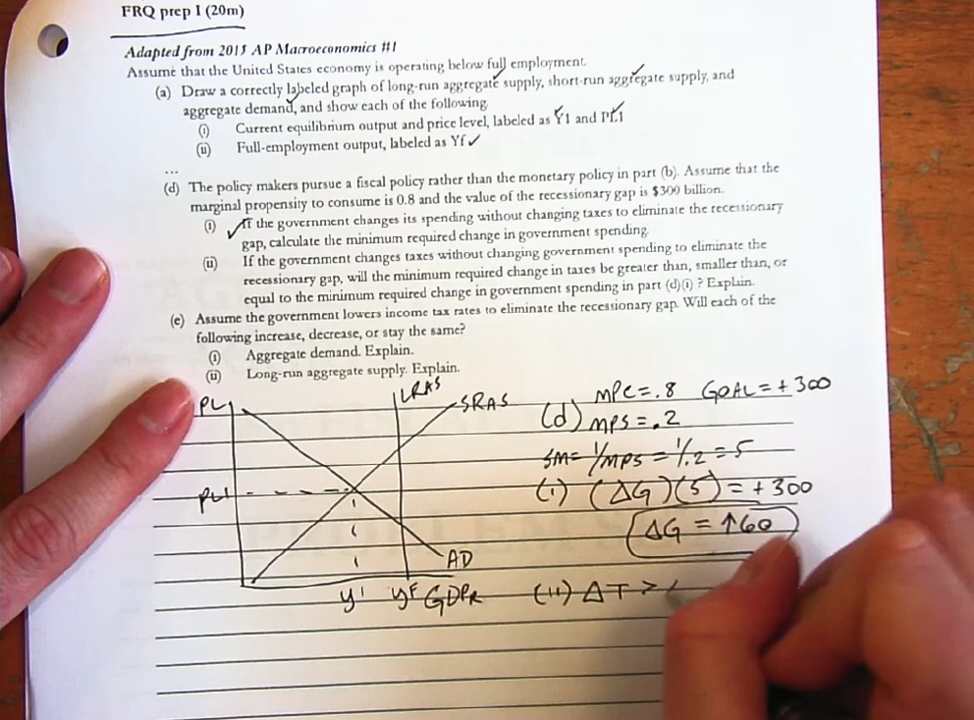 FRQ prep 1 (20m)
Adapted from 2015 AP Macroeconomics #1
Assume that the United States economy is operating below full employment.
(a) Draw a correctly labeled graph of long-run aggregate supply, short-run aggregate supply, and
aggregate demand, and show each of the following.
(i) Current equilibrium output and price level, labeled as Y1 and PL1
(ii) Full-employment output, labeled as Yf ✓
...
(d) The policy makers pursue a fiscal policy rather than the monetary policy in part (b). Assume that the
marginal propensity to consume is 0.8 and the value of the recessionary gap is $300 billion.
(i) If the government changes its spending without changing taxes to eliminate the recessionary
gap, calculate the minimum required change in government spending.
(ii) If the government changes taxes without changing government spending to eliminate the
recessionary gap, will the minimum required change in taxes be greater than, smaller than, or
equal to the minimum required change in government spending in part (d)(i) ? Explain.
(e) Assume the government lowers income tax rates to eliminate the recessionary gap. Will each of the
following increase, decrease, or stay the same?
(i) Aggregate demand. Explain.
(ii) Long-run aggregate supply. Explain.
PL LRAS SRAS
PL1
AD
Y1 YF GDPR
MPC = .8 GOAL = +300
(d) MPS = .2
SM = 1/MPS = 1/.2 = 5
(i) (ΔG)(5) = +300
ΔG = ↑60
(ii) ΔT >